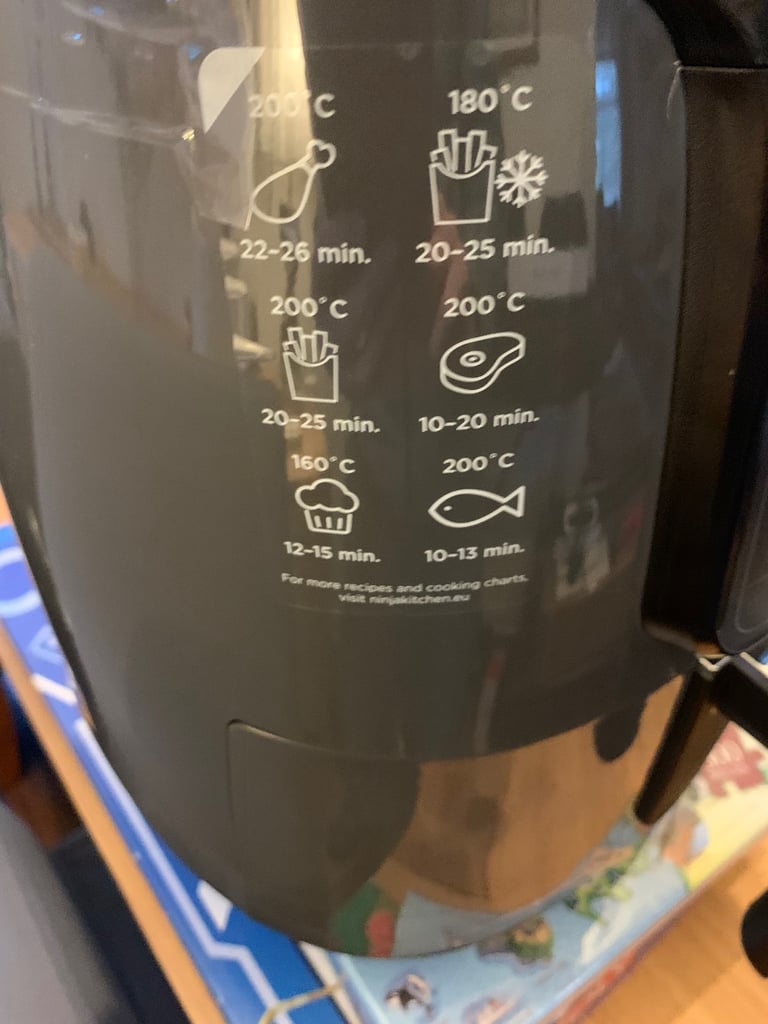 200°C 180°C
22-26 min. 20-25 min.
200°C 200°C
20-25 min. 10-20 min.
160°C 200°C
12-15 min. 10-13 min.
For more recipes and cooking charts,
visit ninjakitchen.eu